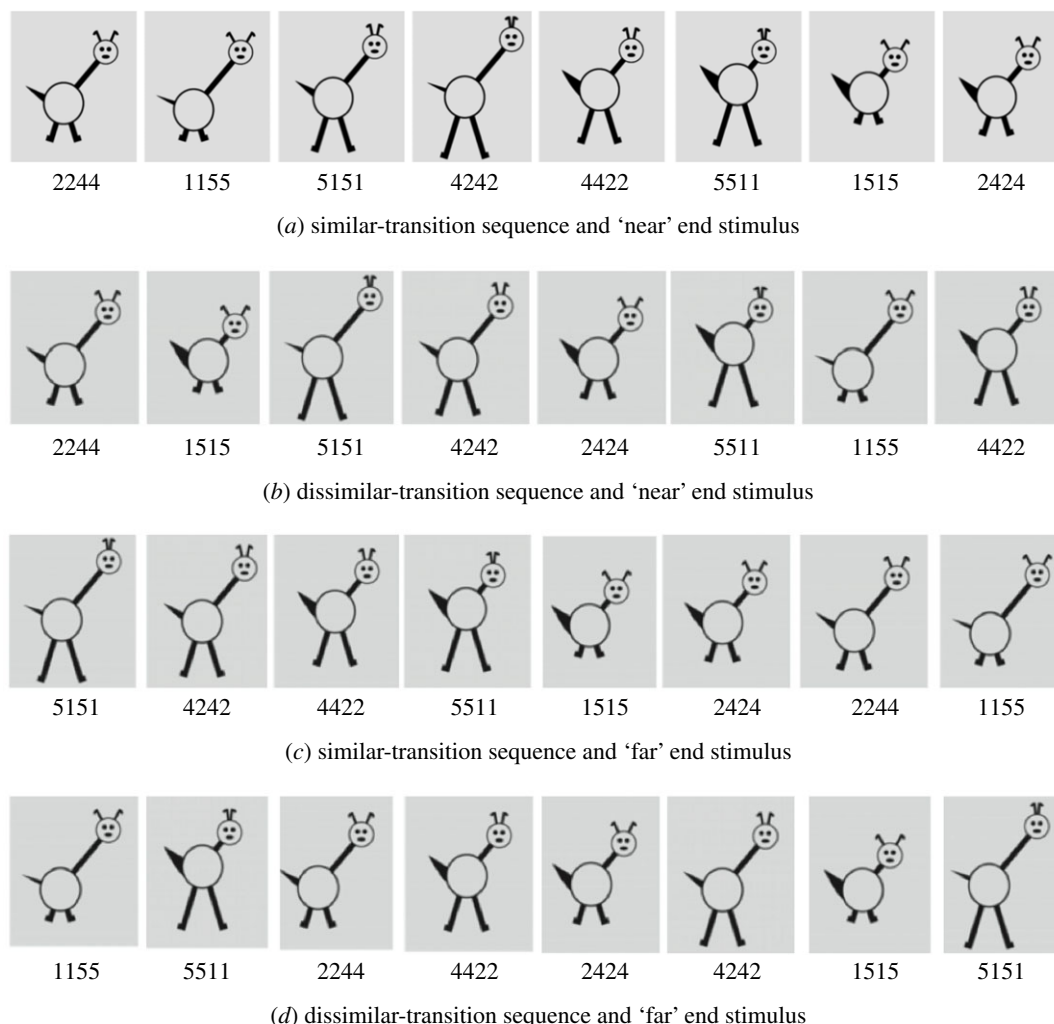 2244 1155 5151 4242 4422 5511 1515 2424
(a) similar-transition sequence and ‘near’ end stimulus
2244 1515 5151 4242 2424 5511 1155 4422
(b) dissimilar-transition sequence and ‘near’ end stimulus
5151 4242 4422 5511 1515 2424 2244 1155
(c) similar-transition sequence and ‘far’ end stimulus
1155 5511 2244 4422 2424 4242 1515 5151
(d) dissimilar-transition sequence and ‘far’ end stimulus